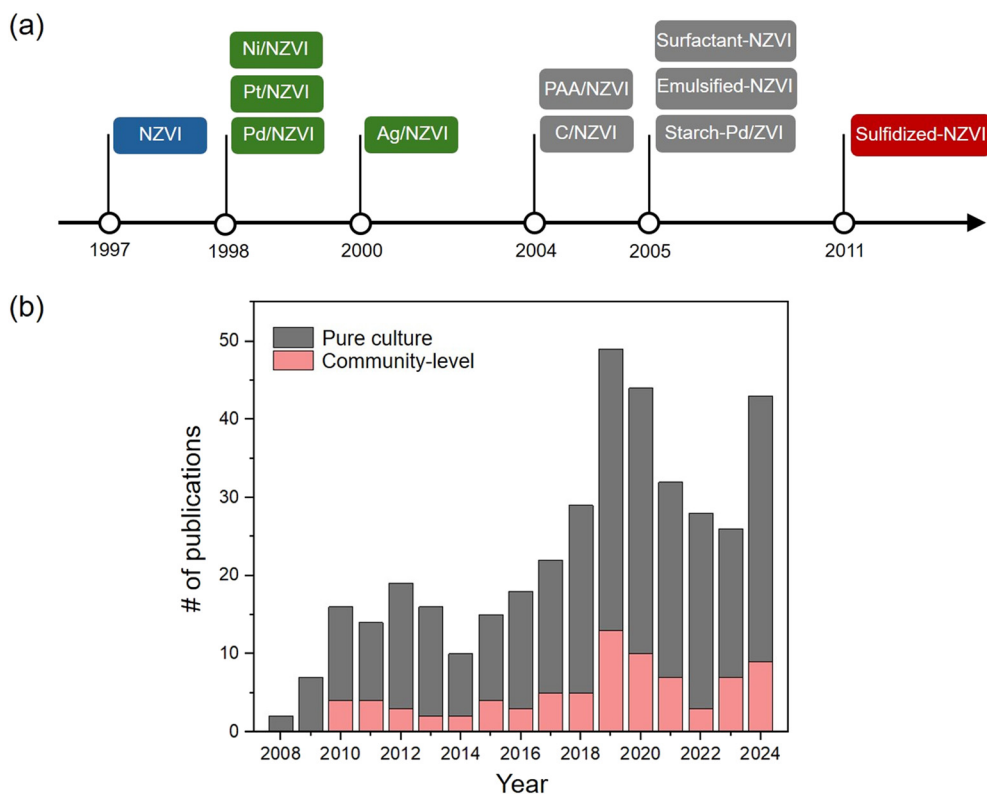 (a)
Ni/NZVI
Pt/NZVI
Pd/NZVI
NZVI
Ag/NZVI
PAA/NZVI
C/NZVI
Surfactant-NZVI
Emulsified-NZVI
Starch-Pd/ZVI
Sulfidized-NZVI
1997
1998
2000
2004
2005
2011
(b)
Pure culture
Community-level
# of publications
50
40
30
20
10
0
2008
2010
2012
2014
2016
2018
2020
2022
2024
Year